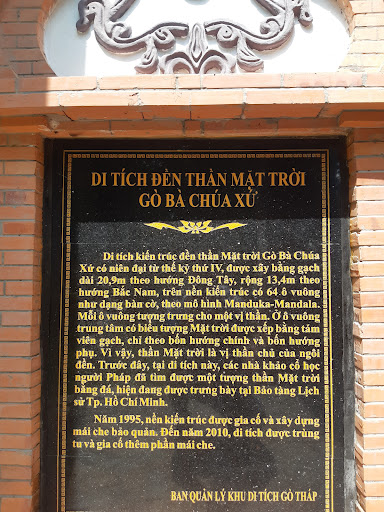 DI TÍCH ĐỀN THẦN MẶT TRỜI
GÒ BÀ CHÚA XỨ
Di tích kiến trúc đền thần Mặt trời Gò Bà Chúa
Xứ có niên đại từ thế kỷ thứ IV, được xây bằng gạch
dài 20,9m theo hướng Đông Tây, rộng 13,4m theo
hướng Bắc Nam, trên nền kiến trúc có 64 ô vuông
như dạng bàn cờ, theo mô hình Manduka-Mandala.
Mỗi ô vuông tượng trưng cho một vị thần. Ở ô vuông
trung tâm có biểu tượng Mặt trời được xếp bằng tám
viên gạch, chỉ theo bốn hướng chính và bốn hướng
phụ. Vì vậy, thần Mặt trời là vị thần chủ của ngôi
đền. Trước đây, tại di tích này, các nhà khảo cổ học
người Pháp đã tìm được một tượng thần Mặt trời
bằng đá, hiện đang được trưng bày tại Bảo tàng Lịch
sử Tp. Hồ Chí Minh.
Năm 1995, nền kiến trúc được gia cố và xây dựng
mái che bảo quản. Đến năm 2010, di tích được trùng
tu và gia cố thêm phần mái che.
BAN QUẢN LÝ KHU DI TÍCH GÒ THÁP